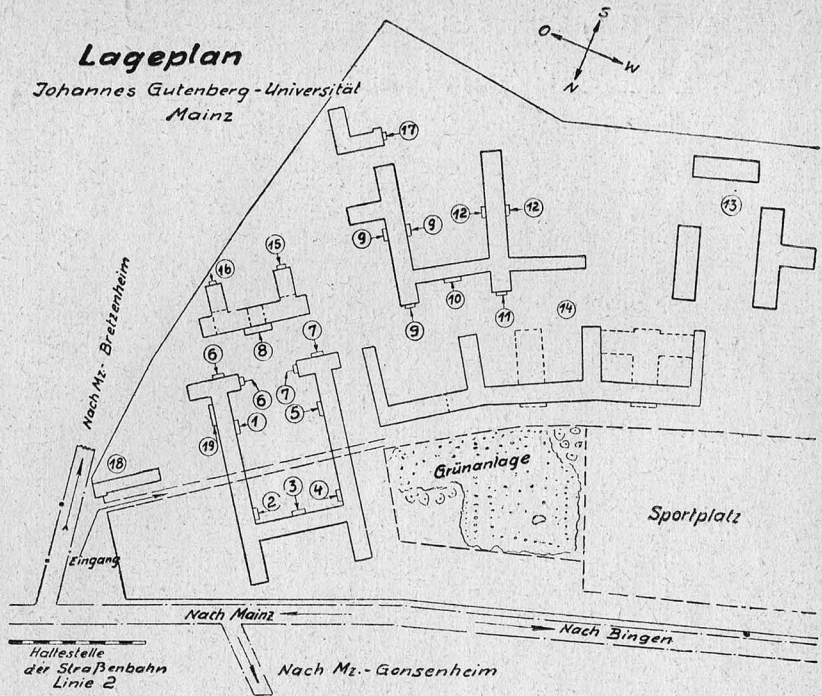 Lageplan
Johannes Gutenberg-Universität
Mainz
S
O
W
N
17
9
9
12
12
13
15
16
10
9
11
14
8
7
6
7
6
1
5
19
18
2
3
4
Nach Mz.-Bretzenheim
Grünanlage
Sportplatz
Eingang
Nach Mainz
Nach Bingen
Haltestelle
der Straßenbahn
Linie 2
Nach Mz.-Gonsenheim